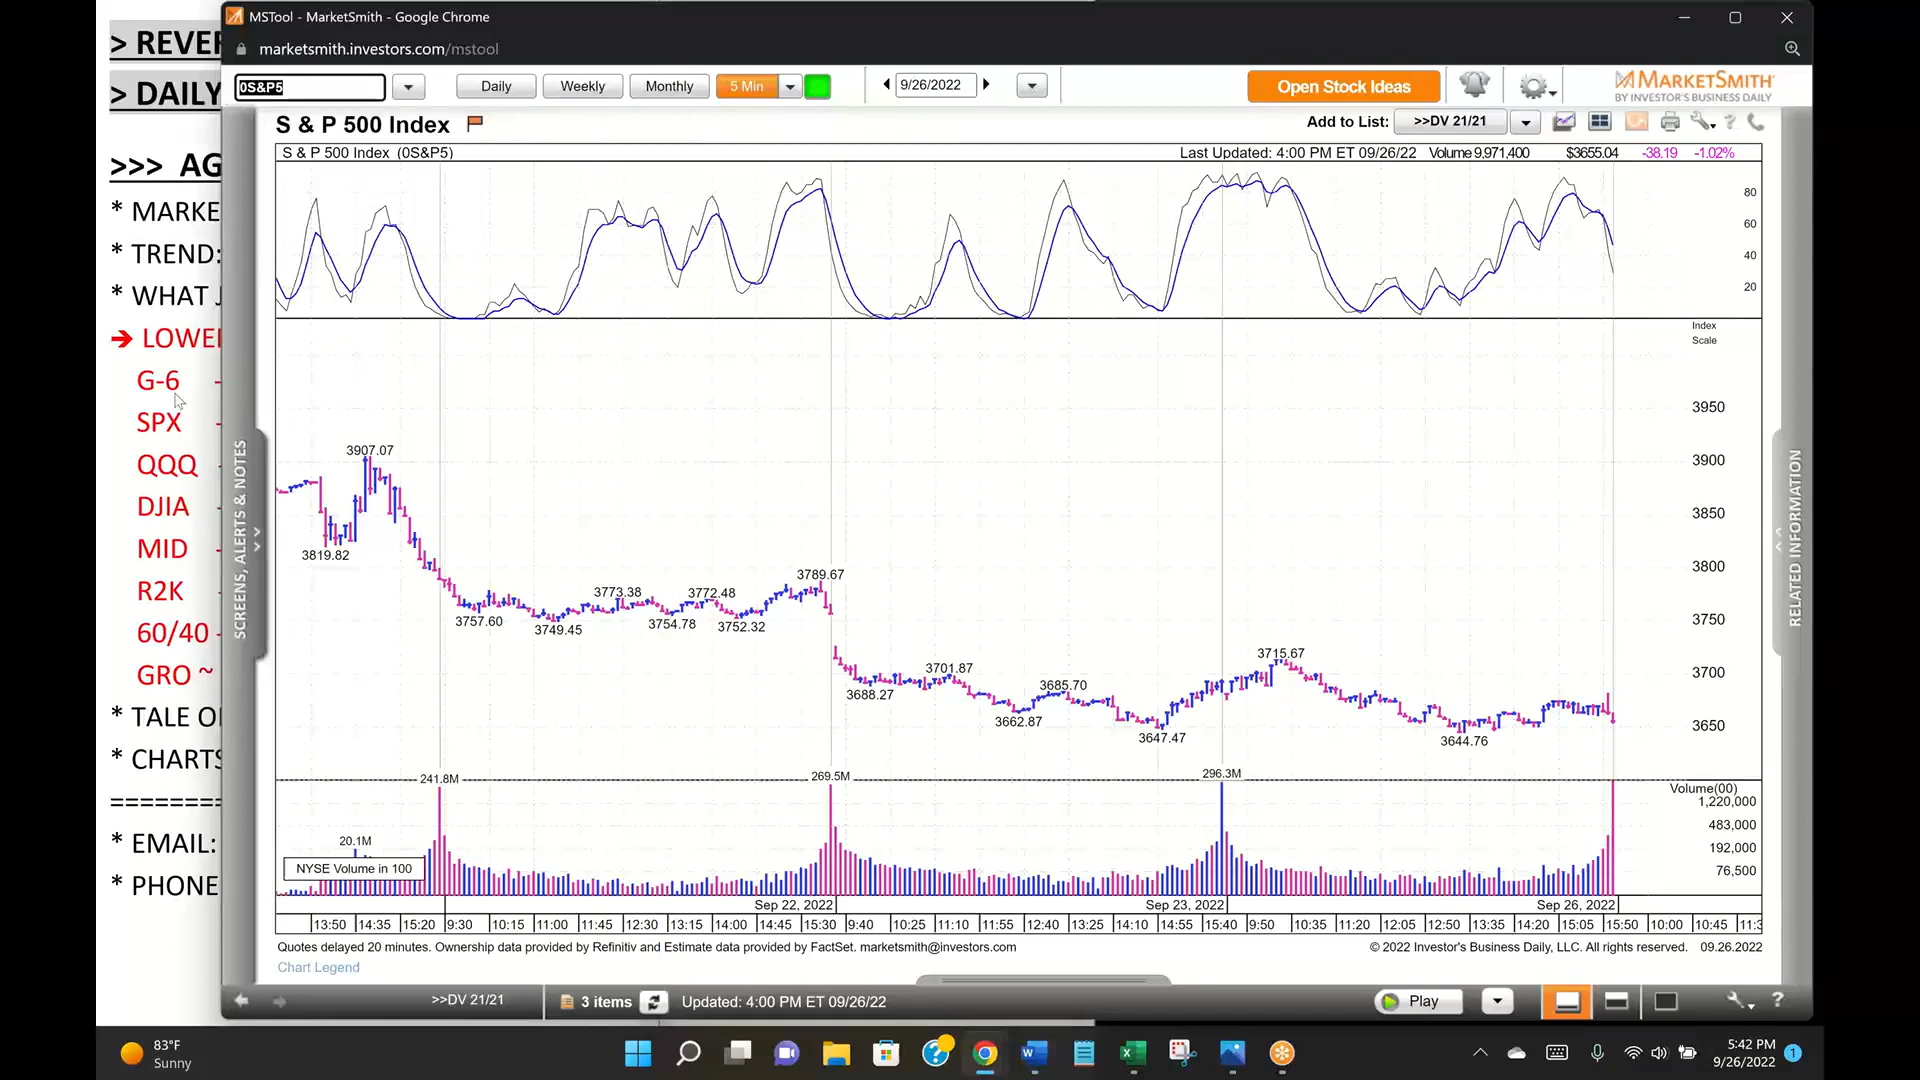 MSTool - MarketSmith - Google Chrome
marketsmith.investors.com/mstool
0S&P5
Daily
Weekly
Monthly
5 Min
9/26/2022
Open Stock Ideas
MARKETSMITH
BY INVESTOR'S BUSINESS DAILY
S & P 500 Index
Add to List:
>>DV 21/21
S & P 500 Index (0S&P5)
Last Updated: 4:00 PM ET 09/26/22 Volume 9,971,400 $3655.04 -38.19 -1.02%
80
60
40
20
Index
Scale
3950
3900
3850
3800
3750
3700
3650
3907.07
3819.82
3757.60
3749.45
3773.38
3754.78
3772.48
3752.32
3789.67
3688.27
3701.87
3662.87
3685.70
3647.47
3715.67
3644.76
241.8M
269.5M
296.3M
20.1M
NYSE Volume in 100
Volume(00)
1,220,000
483,000
192,000
76,500
Sep 22, 2022
Sep 23, 2022
Sep 26, 2022
13:50 14:35 15:20 9:30 10:15 11:00 11:45 12:30 13:15 14:00 14:45 15:30 9:40 10:25 11:10 11:55 12:40 13:25 14:10 14:55 15:40 9:50 10:35 11:20 12:05 12:50 13:35 14:20 15:05 15:50 10:00 10:45 11:3
Quotes delayed 20 minutes. Ownership data provided by Refinitiv and Estimate data provided by FactSet. marketsmith@investors.com
© 2022 Investor's Business Daily, LLC. All rights reserved. 09.26.2022
Chart Legend
SCREENS, ALERTS & NOTES
RELATED INFORMATION
>>DV 21/21
3 items
Updated: 4:00 PM ET 09/26/22
Play
> REVER
> DAILY
>>> AG
* MARKE
* TREND:
* WHAT J
➔ LOWER
G-6 -
SPX -
QQQ -
DJIA -
MID -
R2K -
60/40 -
GRO ~
* TALE OF
* CHARTS
=========
* EMAIL:
* PHONE
83°F
Sunny
5:42 PM
9/26/2022
1